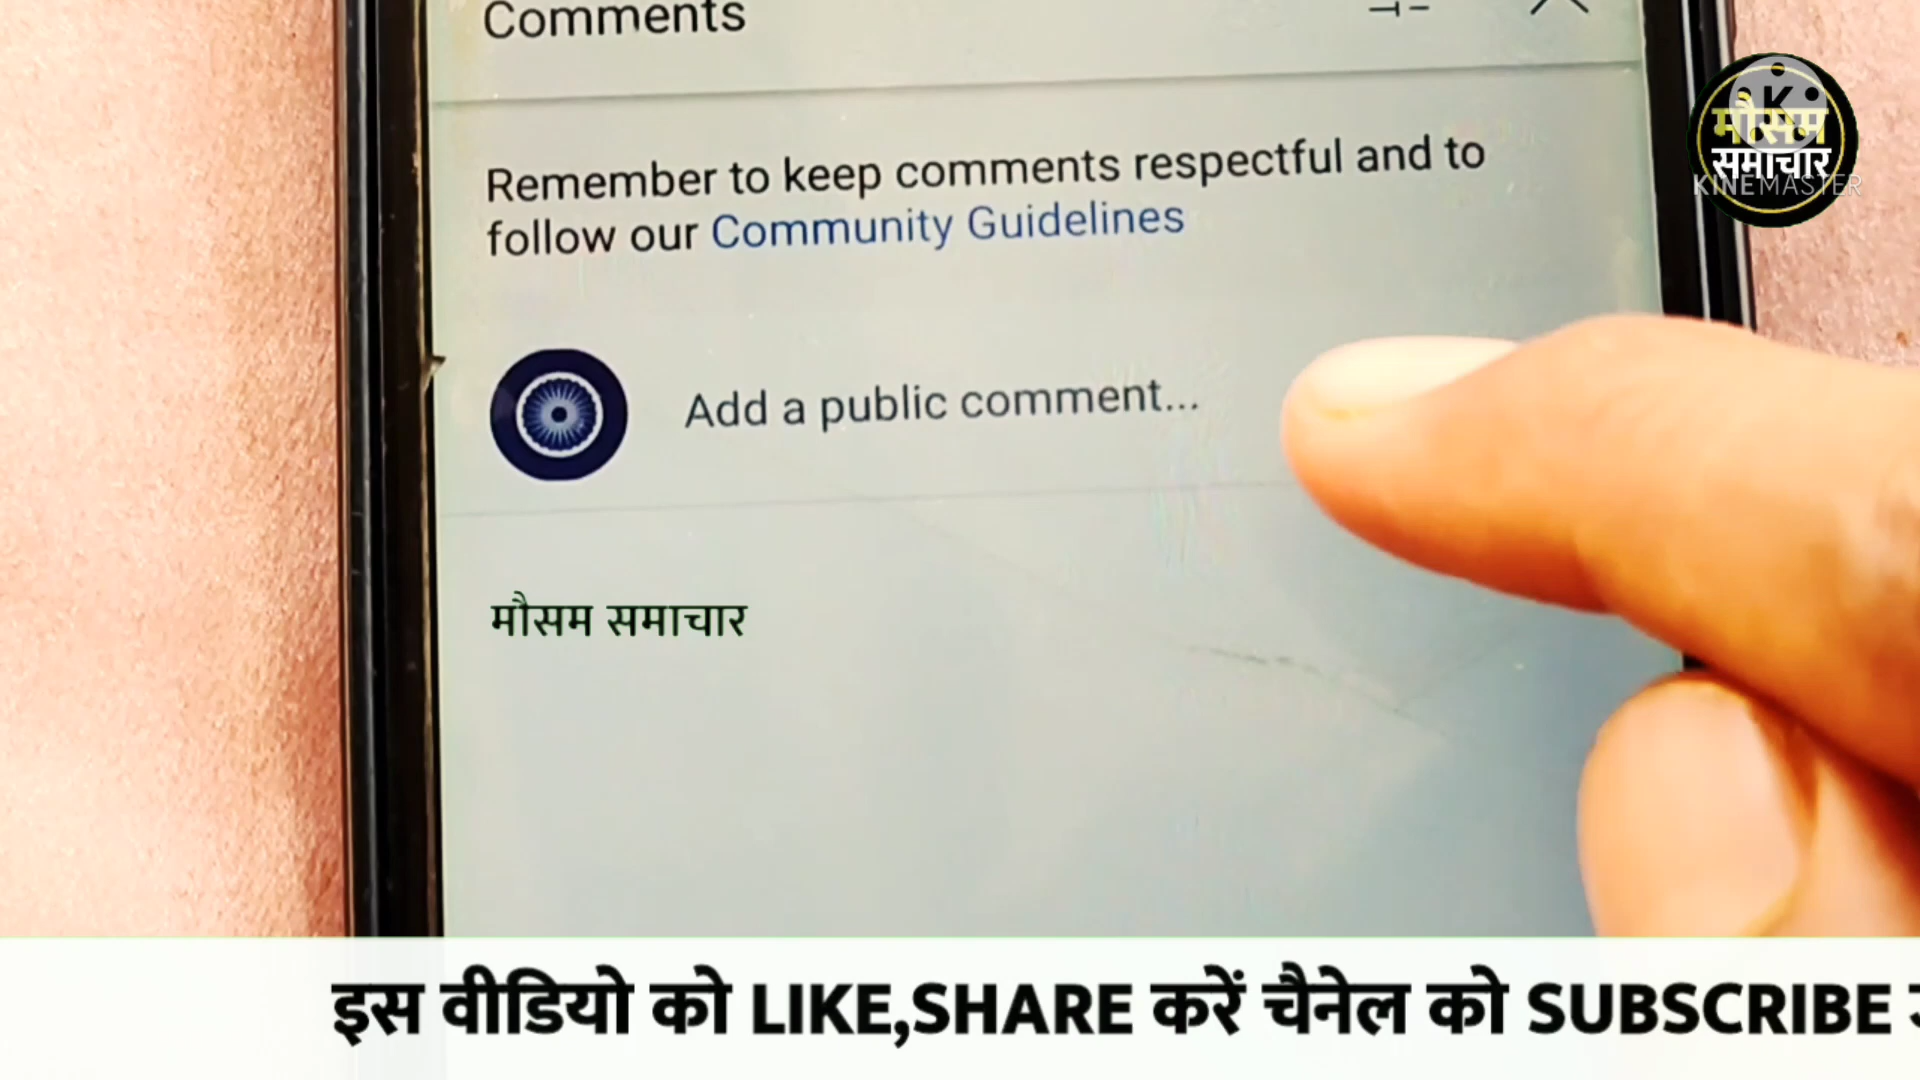 Comments
Remember to keep comments respectful and to
follow our Community Guidelines
Add a public comment...
मौसम समाचार
K
मौसम
समाचार
KINEMASTER
इस वीडियो को LIKE,SHARE करें चैनेल को SUBSCRIBE